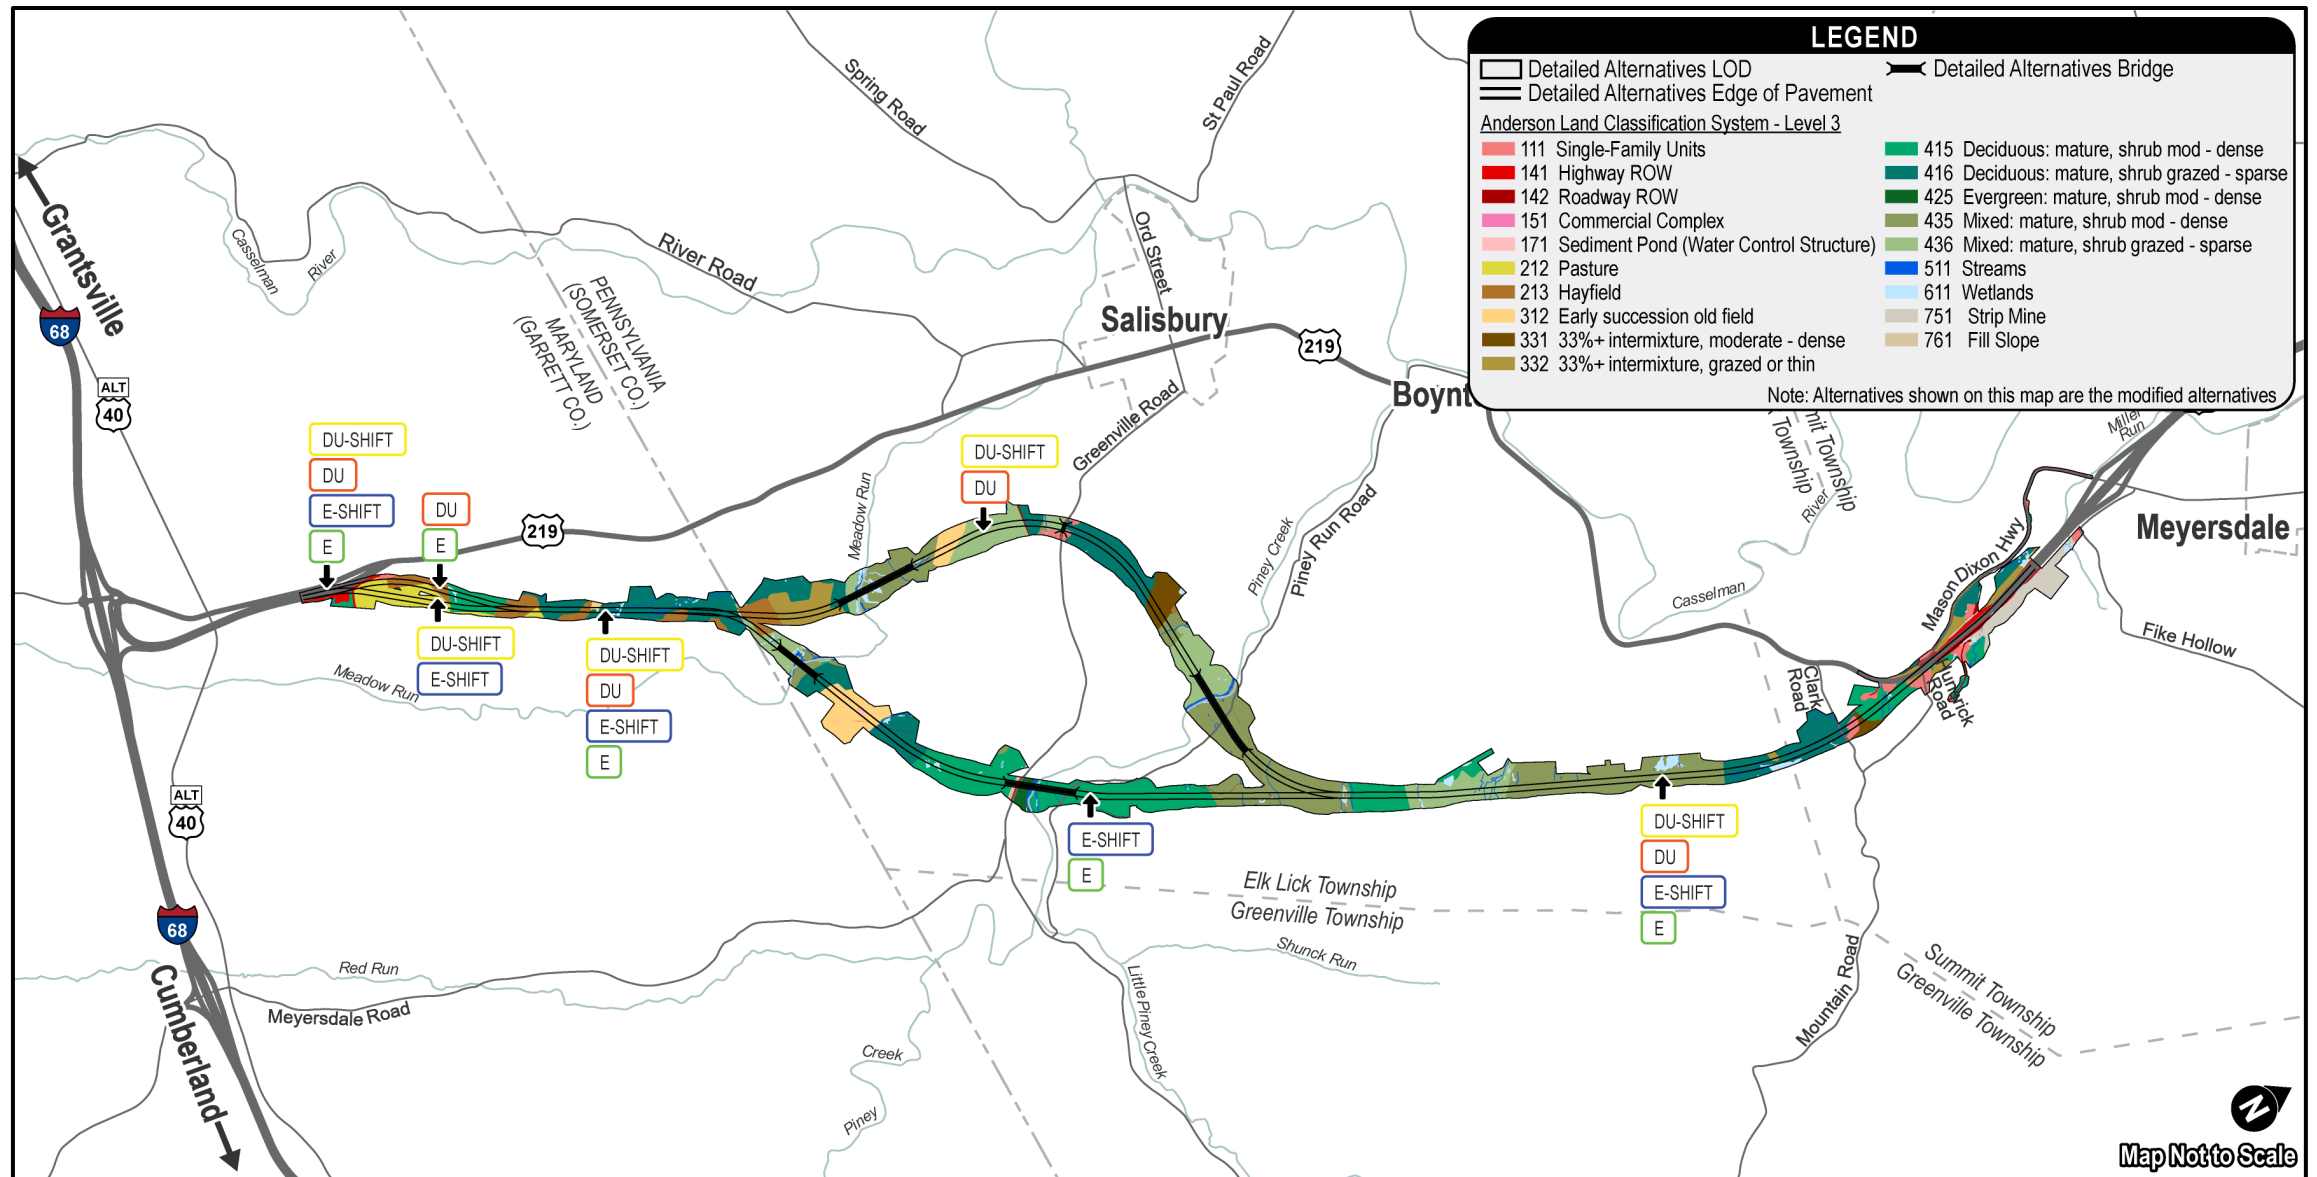 LEGEND
Detailed Alternatives LOD
Detailed Alternatives Bridge
Detailed Alternatives Edge of Pavement
Anderson Land Classification System - Level 3
111 Single-Family Units
141 Highway ROW
142 Roadway ROW
151 Commercial Complex
171 Sediment Pond (Water Control Structure)
212 Pasture
213 Hayfield
312 Early succession old field
331 33%+ intermixture, moderate - dense
332 33%+ intermixture, grazed or thin
415 Deciduous: mature, shrub mod - dense
416 Deciduous: mature, shrub grazed - sparse
425 Evergreen: mature, shrub mod - dense
435 Mixed: mature, shrub mod - dense
436 Mixed: mature, shrub grazed - sparse
511 Streams
611 Wetlands
751 Strip Mine
761 Fill Slope
Note: Alternatives shown on this map are the modified alternatives
Spring Road
St Paul Road
Grantsville
Casselman
River
River Road
Ord Street
68
ALT
40
PENNSYLVANIA
(SOMERSET CO.)
MARYLAND
(GARRETT CO.)
Salisbury
219
Boynt
Greenville Road
Township
mit Township
River
Miller
Run
Meyersdale
DU-SHIFT
DU
E-SHIFT
E
DU
E
219
Meadow Run
DU-SHIFT
DU
Piney Creek
Piney Run Road
Casselman
Mason Dixon Hwy
Fike Hollow
Meadow Run
DU-SHIFT
E-SHIFT
DU-SHIFT
DU
E-SHIFT
E
Clark
Road
Hunsrick
Road
ALT
40
E-SHIFT
E
DU-SHIFT
DU
E-SHIFT
E
Elk Lick Township
Greenville Township
68
Cumberland
Red Run
Meyersdale Road
Shunck Run
Little Piney Creek
Creek
Piney
Mountain Road
Summit Township
Greenville Township
N
Map Not to Scale